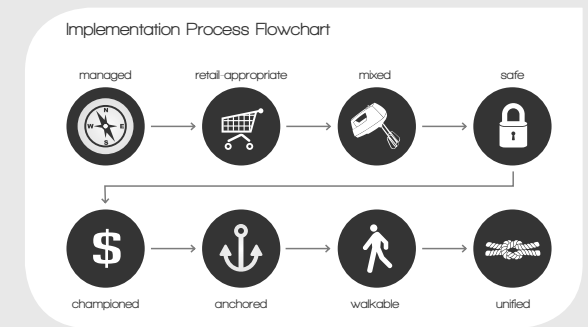 Implementation Process Flowchart
managed
retail-appropriate
mixed
safe
N
W
E
S
$
championed
anchored
walkable
unified